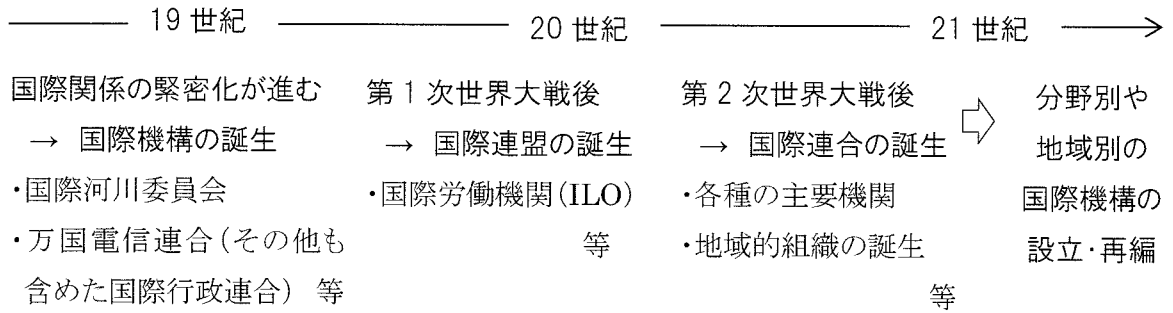 19 世紀
20 世紀
21 世紀
国際関係の緊密化が進む
→ 国際機構の誕生
・国際河川委員会
・万国電信連合(その他も
含めた国際行政連合) 等
第 1 次世界大戦後
→ 国際連盟の誕生
・国際労働機関(ILO)
等
第 2 次世界大戦後
→ 国際連合の誕生
・各種の主要機関
・地域的組織の誕生
等
分野別や
地域別の
国際機構の
設立・再編